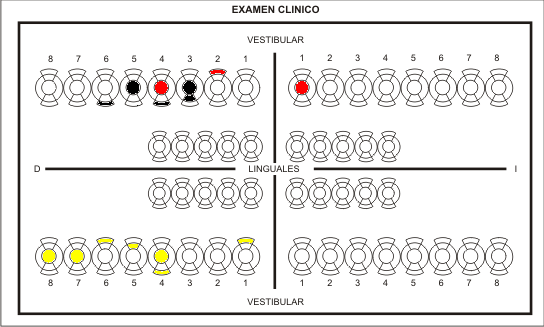 EXAMEN CLINICO
VESTIBULAR
8 7 6 5 4 3 2 1 1 2 3 4 5 6 7 8
D LINGUALES I
8 7 6 5 4 3 2 1 1 2 3 4 5 6 7 8
VESTIBULAR